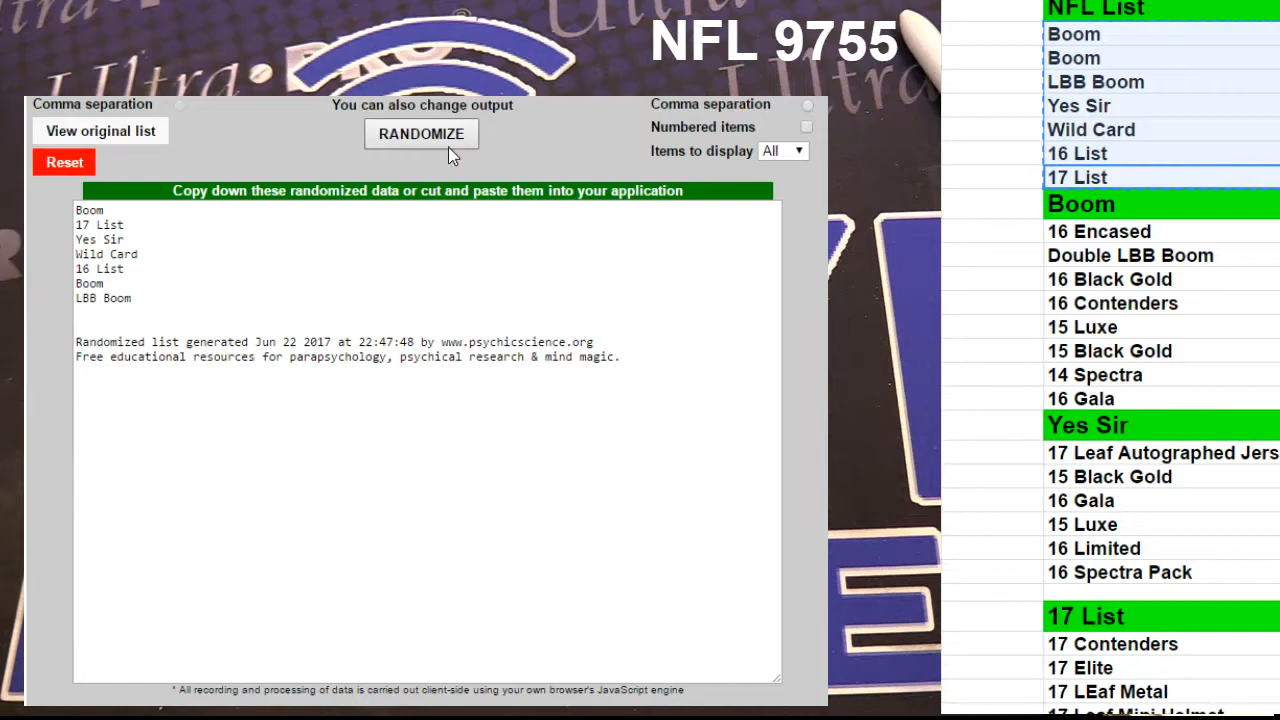 NFL 9755
Comma separation
View original list
Reset
You can also change output
RANDOMIZE
Comma separation
Numbered items
Items to display All
Copy down these randomized data or cut and paste them into your application
Boom
17 List
Yes Sir
Wild Card
16 List
Boom
LBB Boom
Randomized list generated Jun 22 2017 at 22:47:48 by www.psychicscience.org
Free educational resources for parapsychology, psychical research & mind magic.
* All recording and processing of data is carried out client-side using your own browser's JavaScript engine
NFL List
Boom
Boom
LBB Boom
Yes Sir
Wild Card
16 List
17 List
Boom
16 Encased
Double LBB Boom
16 Black Gold
16 Contenders
15 Luxe
15 Black Gold
14 Spectra
16 Gala
Yes Sir
17 Leaf Autographed Jers
15 Black Gold
16 Gala
15 Luxe
16 Limited
16 Spectra Pack
17 List
17 Contenders
17 Elite
17 LEaf Metal
17 Leaf Mini Helmet
Ultra